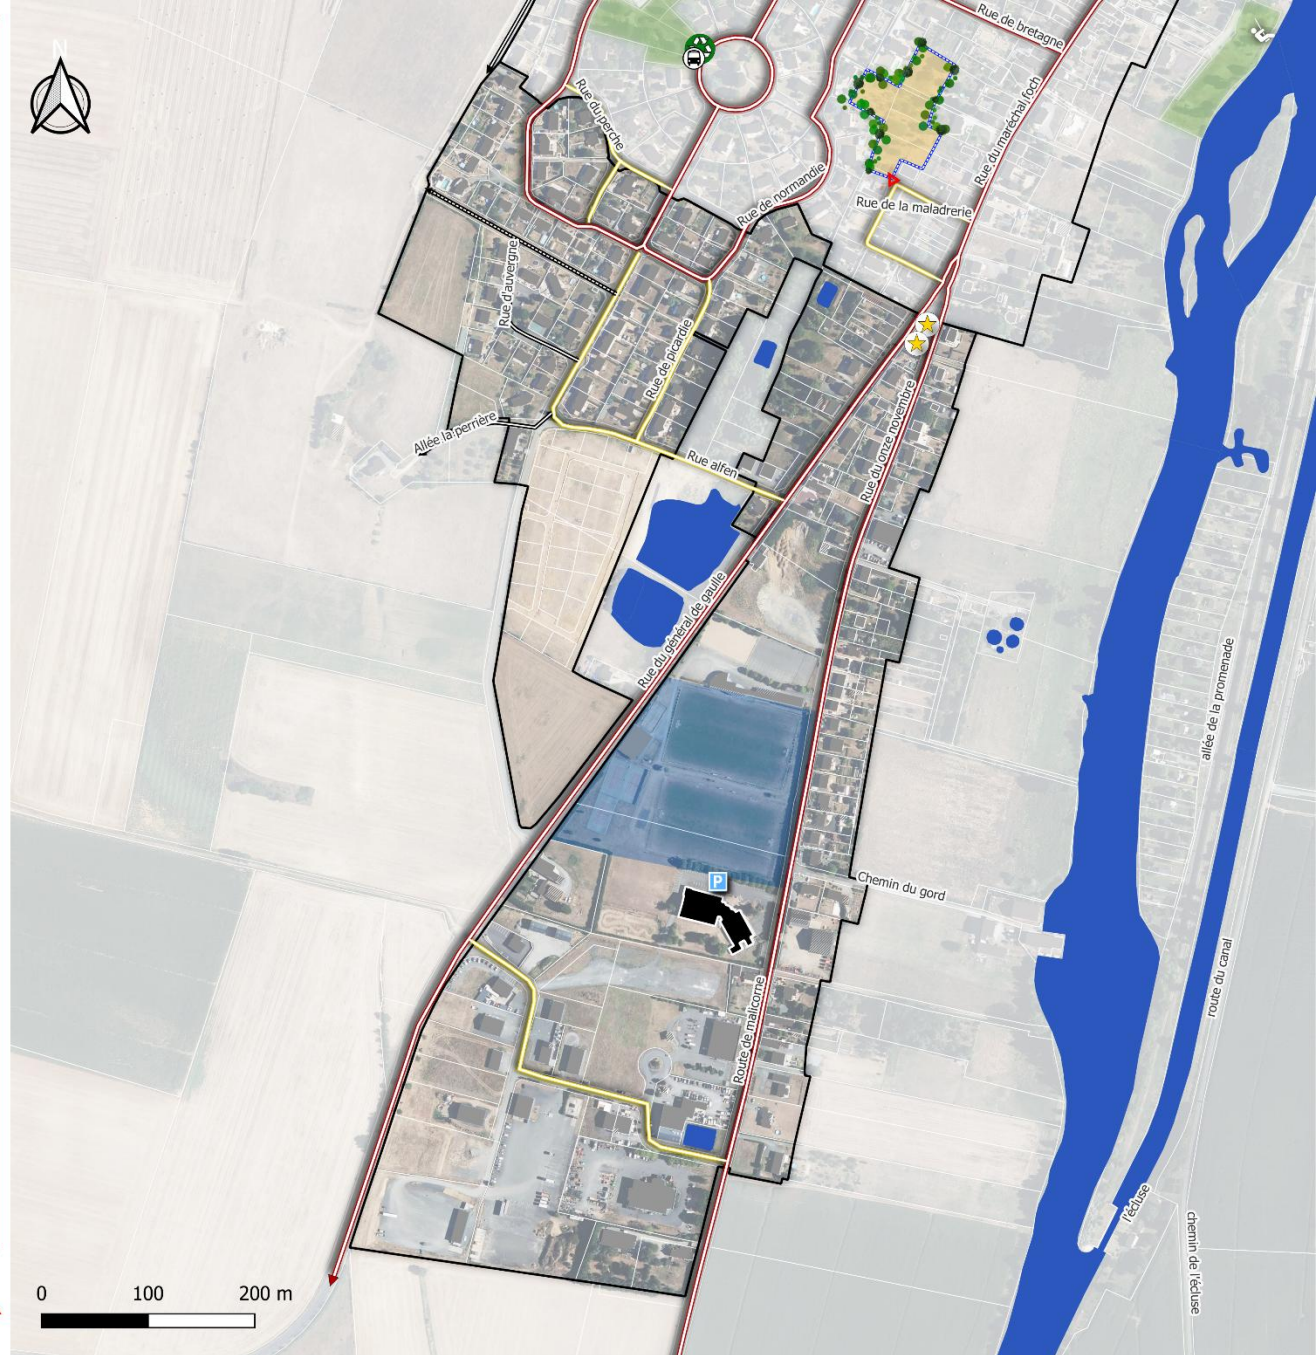 Rue de bretagne
N
Rue du perche
Rue du maréchal foch
Rue de normandie
Rue de la maladrerie
Rue d'auvergne
Rue de picardie
Rue du onze novembre
Allée la perrière
Rue alfen
Rue du général de gaulle
allée de la promenade
P
Chemin du gord
route du canal
Route de malicorne
l'écluse
chemin de l'écluse
0 100 200 m